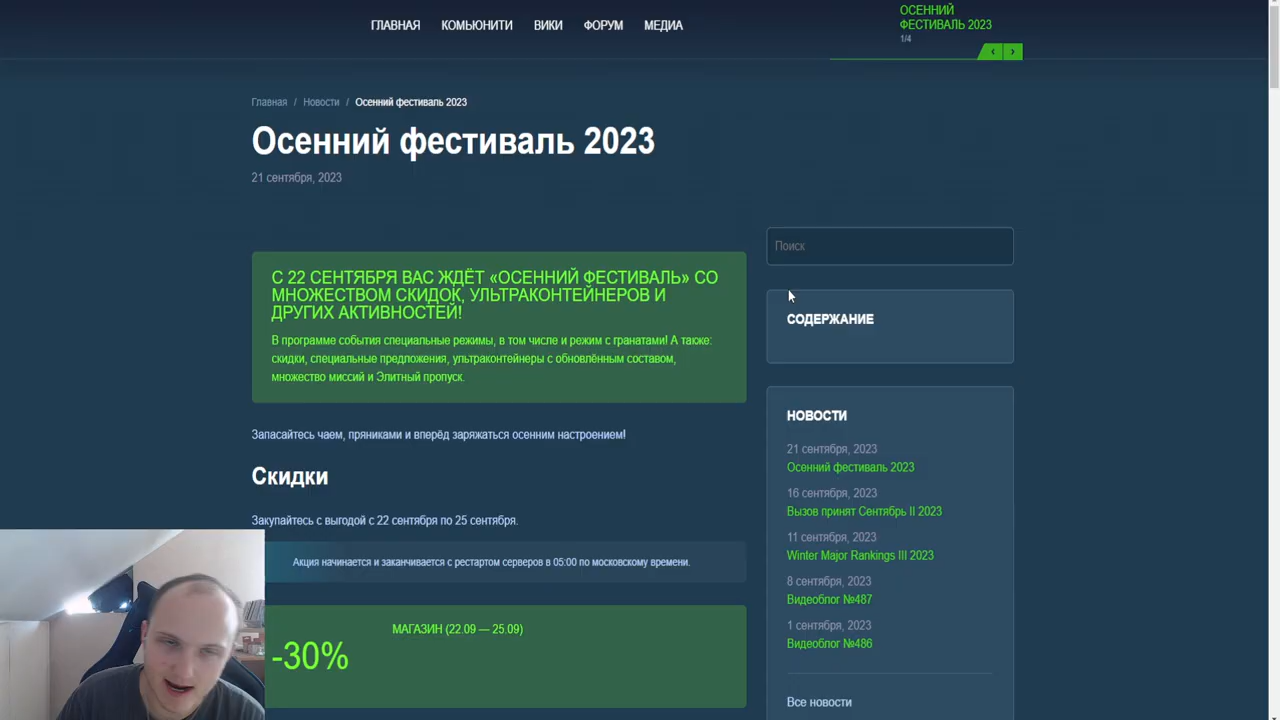 ГЛАВНАЯ
КОМЬЮНИТИ
ВИКИ
ФОРУМ
МЕДИА
ОСЕННИЙ
ФЕСТИВАЛЬ 2023
1/4
Главная / Новости / Осенний фестиваль 2023
Осенний фестиваль 2023
21 сентября, 2023
С 22 СЕНТЯБРЯ ВАС ЖДЁТ «ОСЕННИЙ ФЕСТИВАЛЬ» СО
МНОЖЕСТВОМ СКИДОК, УЛЬТРАКОНТЕЙНЕРОВ И
ДРУГИХ АКТИВНОСТЕЙ!
В программе события специальные режимы, в том числе и режим с гранатами! А также:
скидки, специальные предложения, ультраконтейнеры с обновлённым составом,
множество миссий и Элитный пропуск.
Запасайтесь чаем, пряниками и вперёд заряжаться осенним настроением!
Скидки
Закупайтесь с выгодой с 22 сентября по 25 сентября.
Акция начинается и заканчивается с рестартом серверов в 05:00 по московскому времени.
МАГАЗИН (22.09 — 25.09)
-30%
Поиск
СОДЕРЖАНИЕ
НОВОСТИ
21 сентября, 2023
Осенний фестиваль 2023
16 сентября, 2023
Вызов принят Сентябрь II 2023
11 сентября, 2023
Winter Major Rankings III 2023
8 сентября, 2023
Видеоблог №487
1 сентября, 2023
Видеоблог №486
Все новости